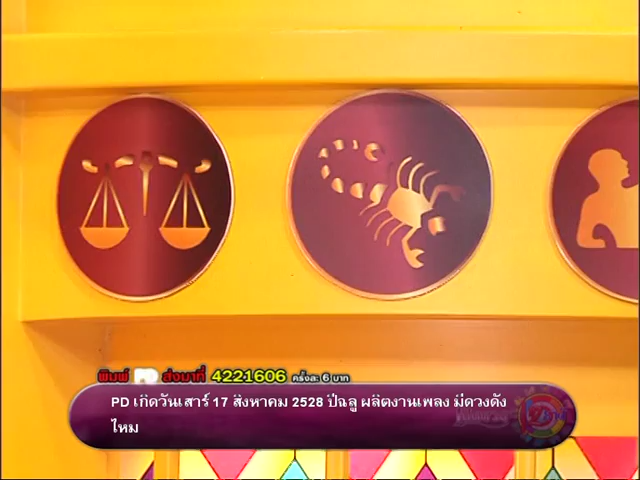 พิมพ์ PD ส่งมาที่ 4221606 ครั้งละ 6 บาท
PD เกิดวันเสาร์ 17 สิงหาคม 2528 ปีฉลู ผลิตงานเพลง มีดวงดัง
ไหม